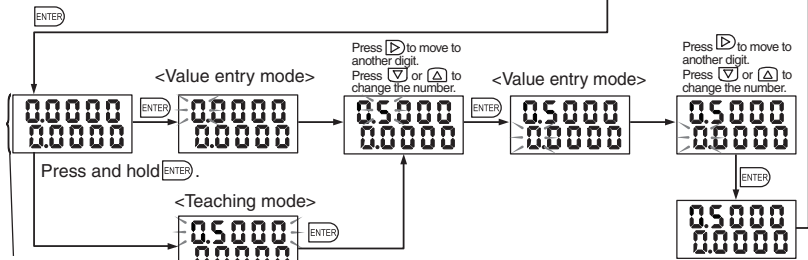 ENTER
Press ▷ to move to
another digit.
Press ▽ or △ to
change the number.
Press ▷ to move to
another digit.
Press ▽ or △ to
change the number.
<Value entry mode>
<Value entry mode>
0.0000
0.0000
ENTER
0.0000
0.0000
0.5000
0.0000
ENTER
0.5000
0.0000
0.5000
0.0000
Press and hold ENTER.
ENTER
<Teaching mode>
0.5000
0.0000
ENTER
0.5000
0.0000